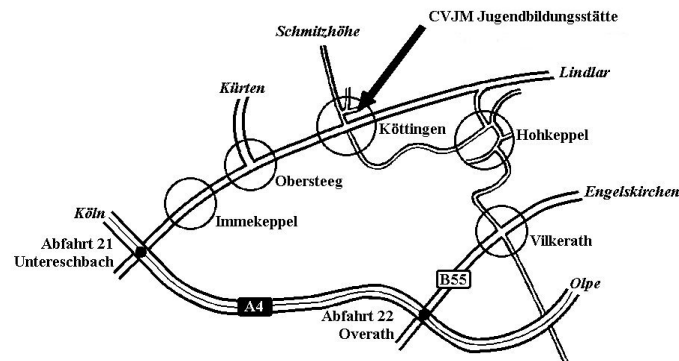 CVJM Jugendbildungsstätte
Schmitzhöhe
Lindlar
Kürten
Köttingen
Hohkeppel
Obersteeg
Engelskirchen
Köln
Immekeppel
Abfahrt 21
Untereschbach
Vilkerath
B55
Olpe
A4
Abfahrt 22
Overath